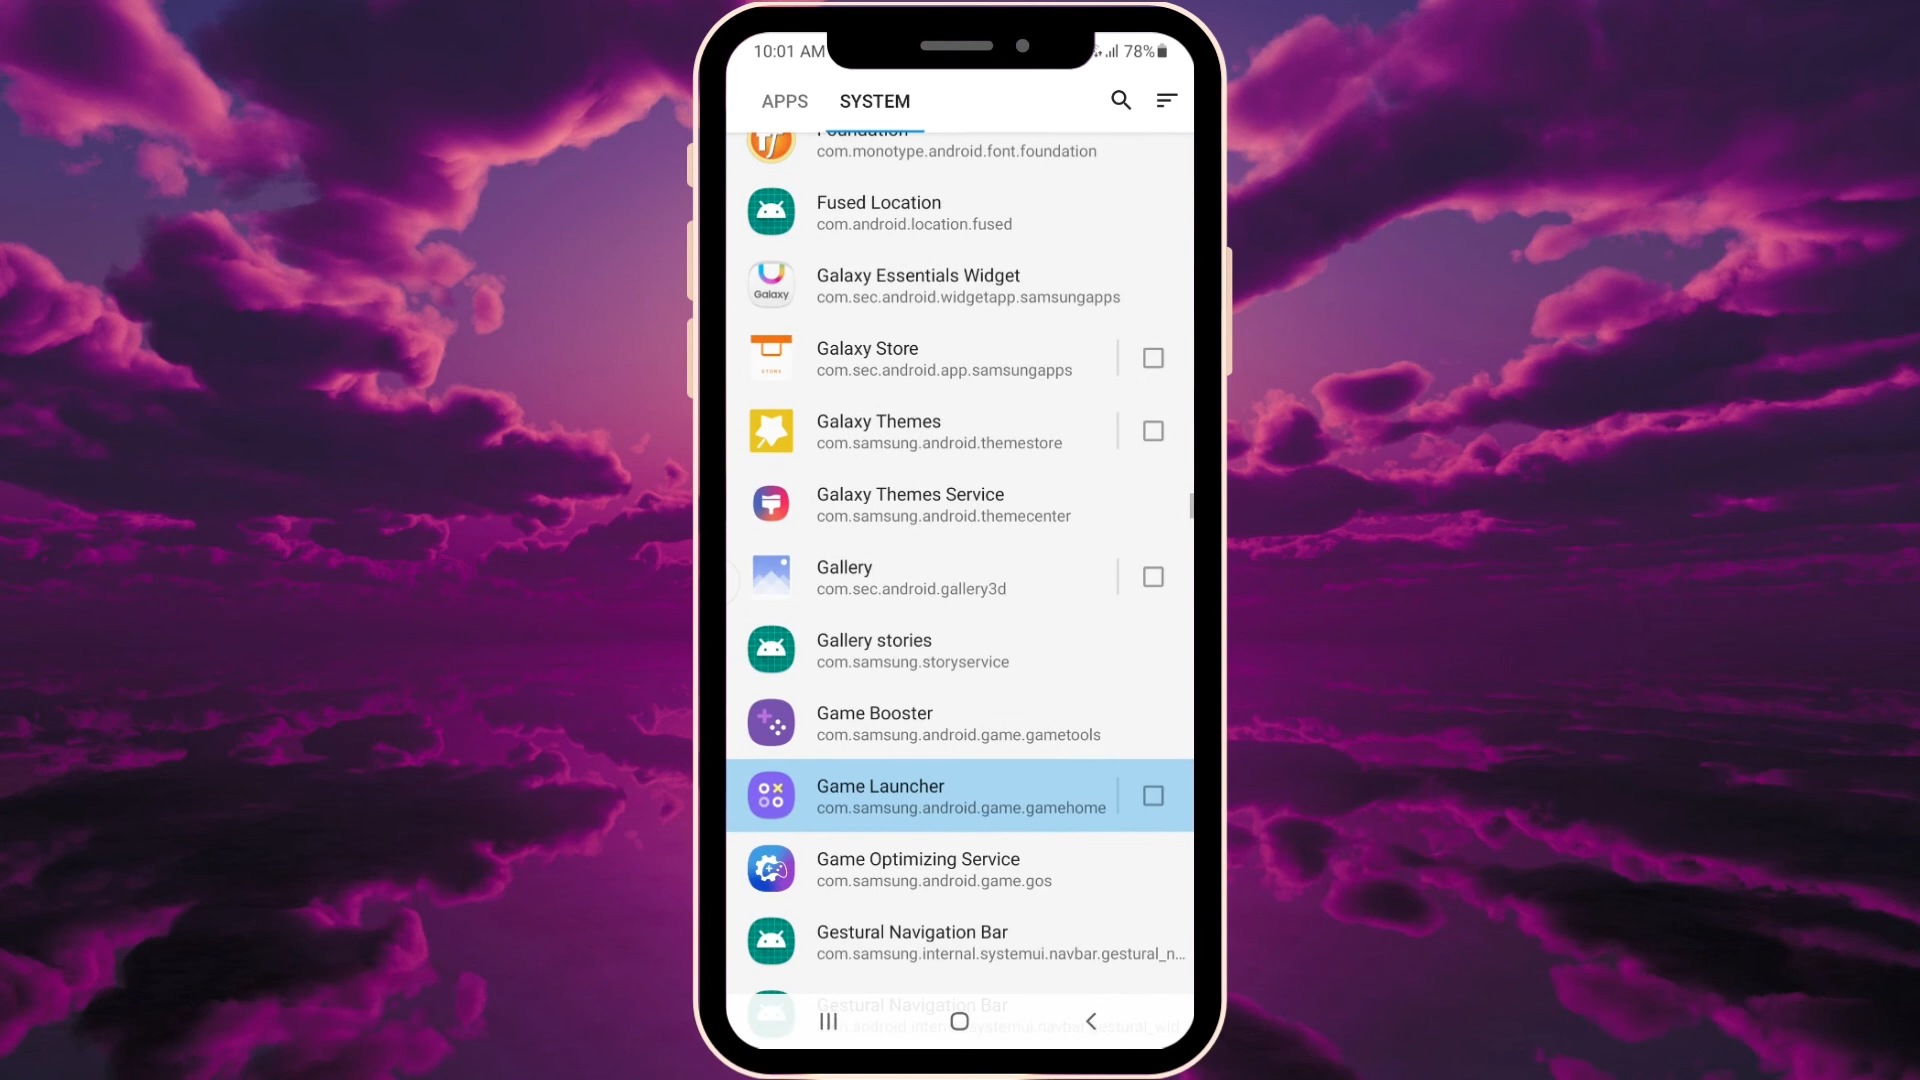 10:01 AM
78%
APPS
SYSTEM
Foundation
com.monotype.android.font.foundation
Fused Location
com.android.location.fused
Galaxy
Galaxy Essentials Widget
com.sec.android.widgetapp.samsungapps
STORE
Galaxy Store
com.sec.android.app.samsungapps
Galaxy Themes
com.samsung.android.themestore
Galaxy Themes Service
com.samsung.android.themecenter
Gallery
com.sec.android.gallery3d
Gallery stories
com.samsung.storyservice
Game Booster
com.samsung.android.game.gametools
Game Launcher
com.samsung.android.game.gamehome
Game Optimizing Service
com.samsung.android.game.gos
Gestural Navigation Bar
com.samsung.internal.systemui.navbar.gestural_n...
Gestural Navigation Bar